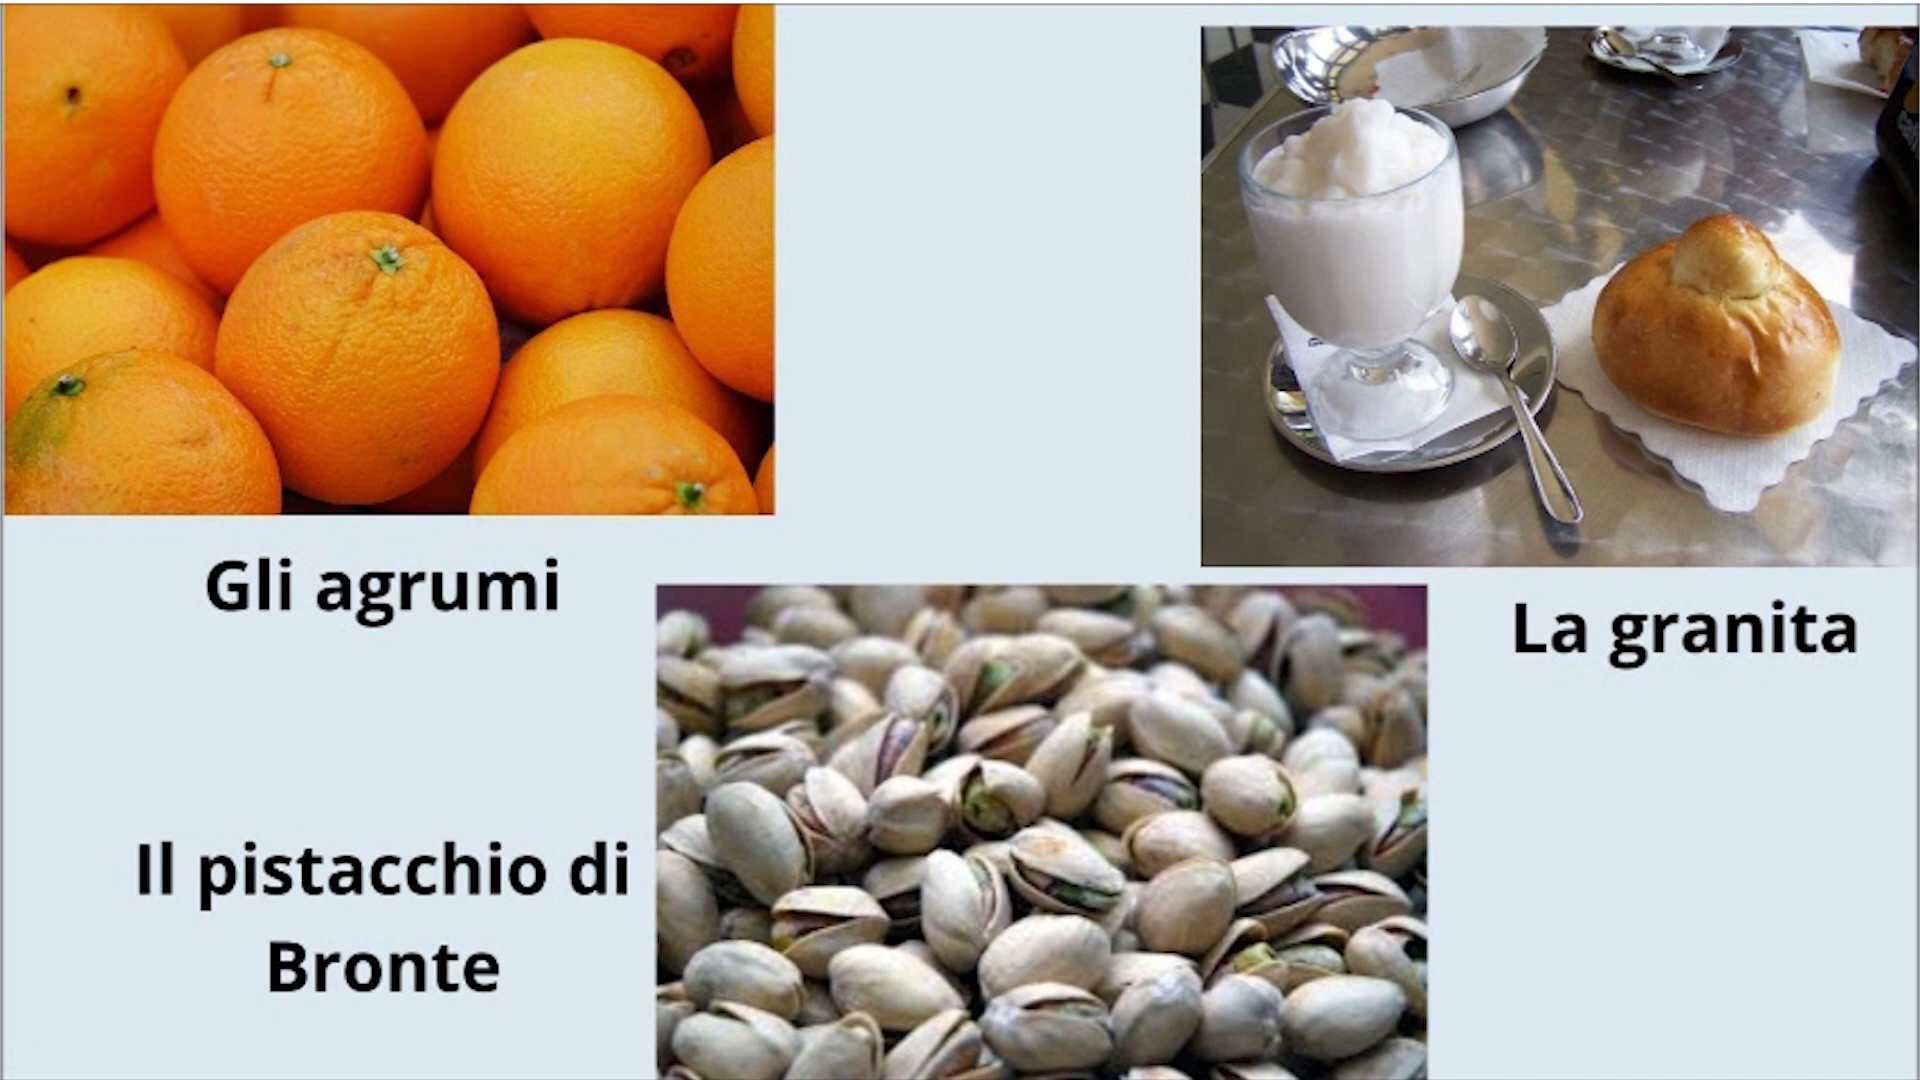 Gli agrumi
La granita
Il pistacchio di
Bronte